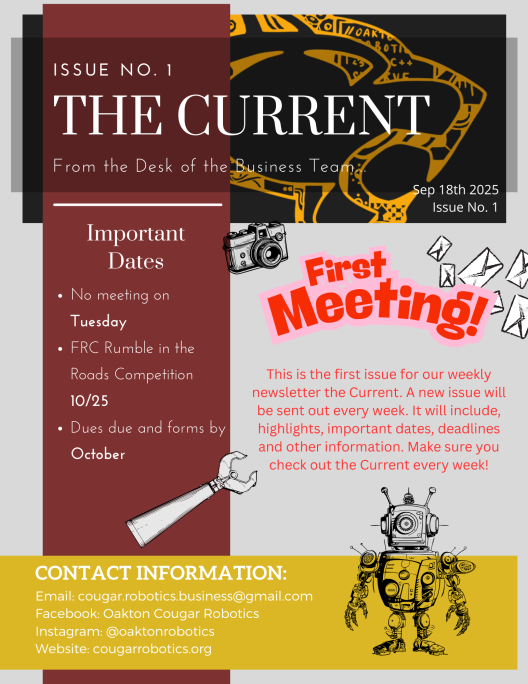 OAKTON
ROBOTI
C++
ISSUE NO. 1
THE CURRENT
From the Desk of the Business Team...
Sep 18th 2025
Issue No. 1
Important
Dates
No meeting on
Tuesday
FRC Rumble in the
Roads Competition
10/25
Dues due and forms by
October
First
Meeting!
This is the first issue for our weekly
newsletter the Current. A new issue will
be sent out every week. It will include,
highlights, important dates, deadlines
and other information. Make sure you
check out the Current every week!
CONTACT INFORMATION:
Email: cougar.robotics.business@gmail.com
Facebook: Oakton Cougar Robotics
Instagram: @oaktonrobotics
Website: cougarrobotics.org